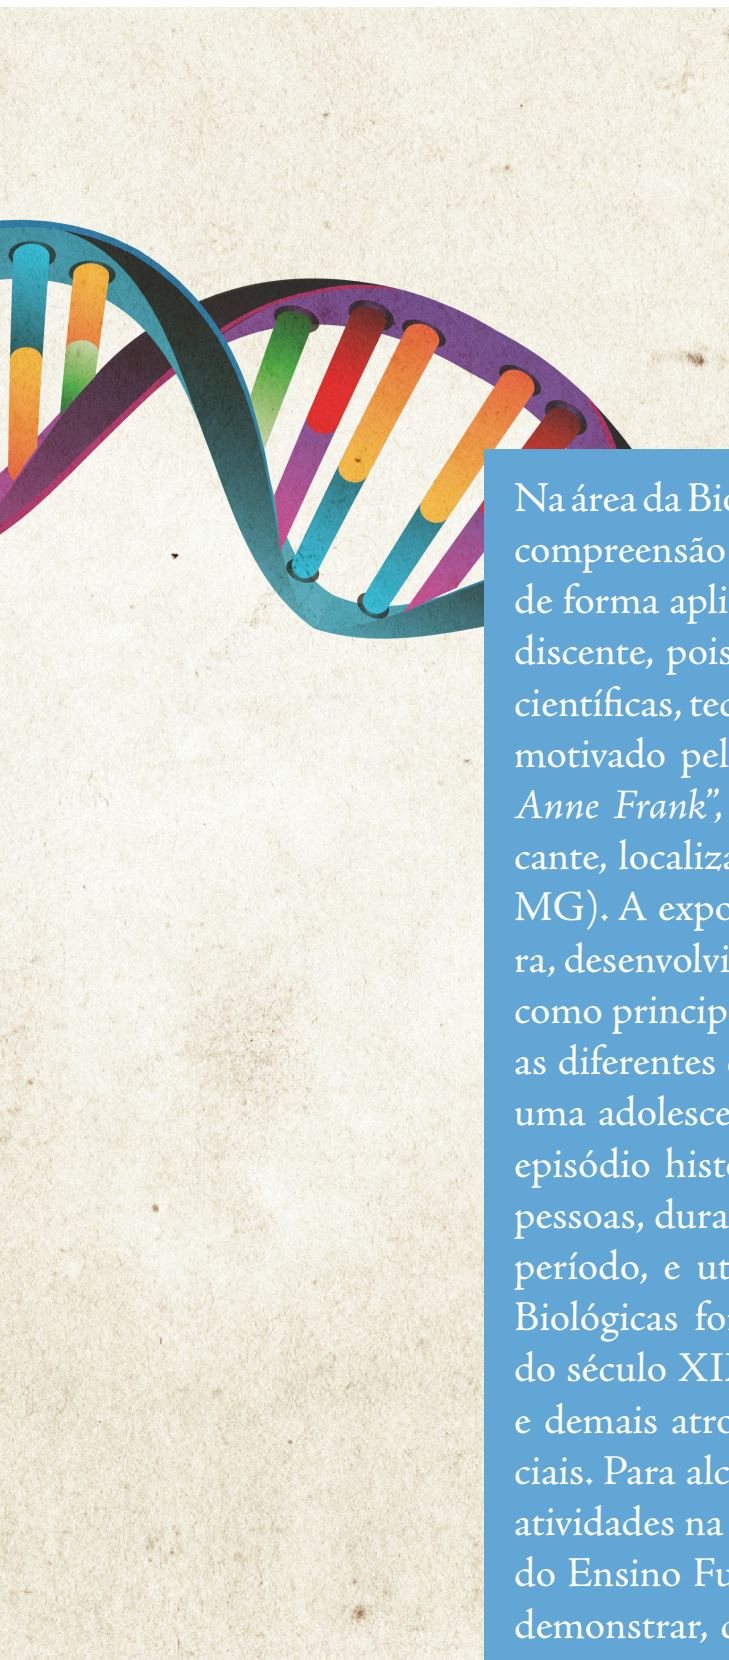 Na área da Bio
compreensão
de forma apli
discente, pois
científicas, tec
motivado pel
Anne Frank”,
cante, localiza
MG). A expo
ra, desenvolvi
como princip
as diferentes
uma adolesce
episódio histó
pessoas, dura
período, e ut
Biológicas for
do século XI
e demais atro
ciais. Para alc
atividades na
do Ensino Fu
demonstrar,